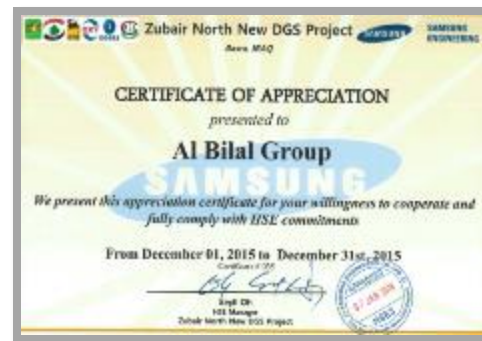 Zubair North New DGS Project
SAMSUNG
SAMSUNG
ENGINEERING
Basra, IRAQ
CERTIFICATE OF APPRECIATION
presented to
Al Bilal Group
SAMSUNG
We present this appreciation certificate for your willingness to cooperate and
fully comply with HSE commitments
From December 01, 2015 to December 31st, 2015
HSE Manager
Zubair North New DGS Project